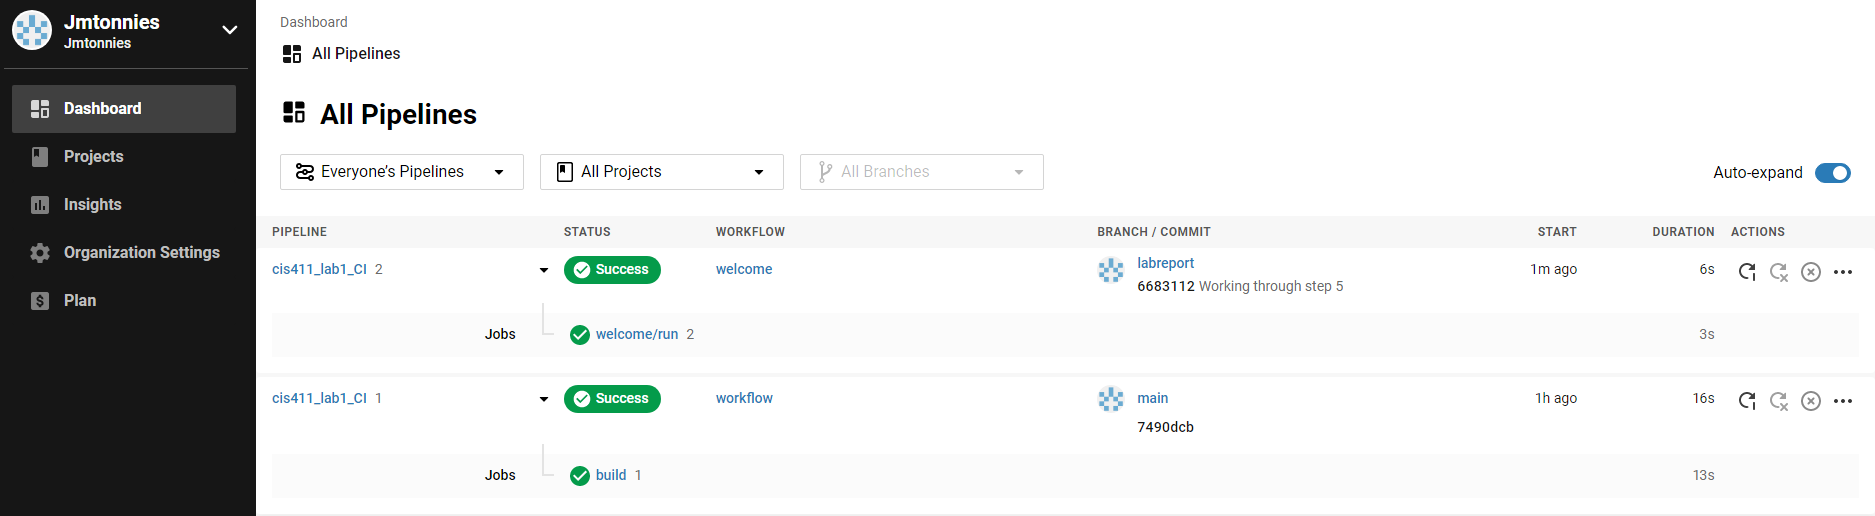 Jmtonnies
Jmtonnies
Dashboard
Projects
Insights
Organization Settings
Plan
Dashboard
All Pipelines
All Pipelines
Everyone's Pipelines
All Projects
All Branches
Auto-expand
PIPELINE STATUS WORKFLOW BRANCH / COMMIT START DURATION ACTIONS
cis411_lab1_CI 2 Success welcome labreport 1m ago 6s
6683112 Working through step 5
Jobs welcome/run 2 3s
cis411_lab1_CI 1 Success workflow main 1h ago 16s
7490dcb
Jobs build 1 13s